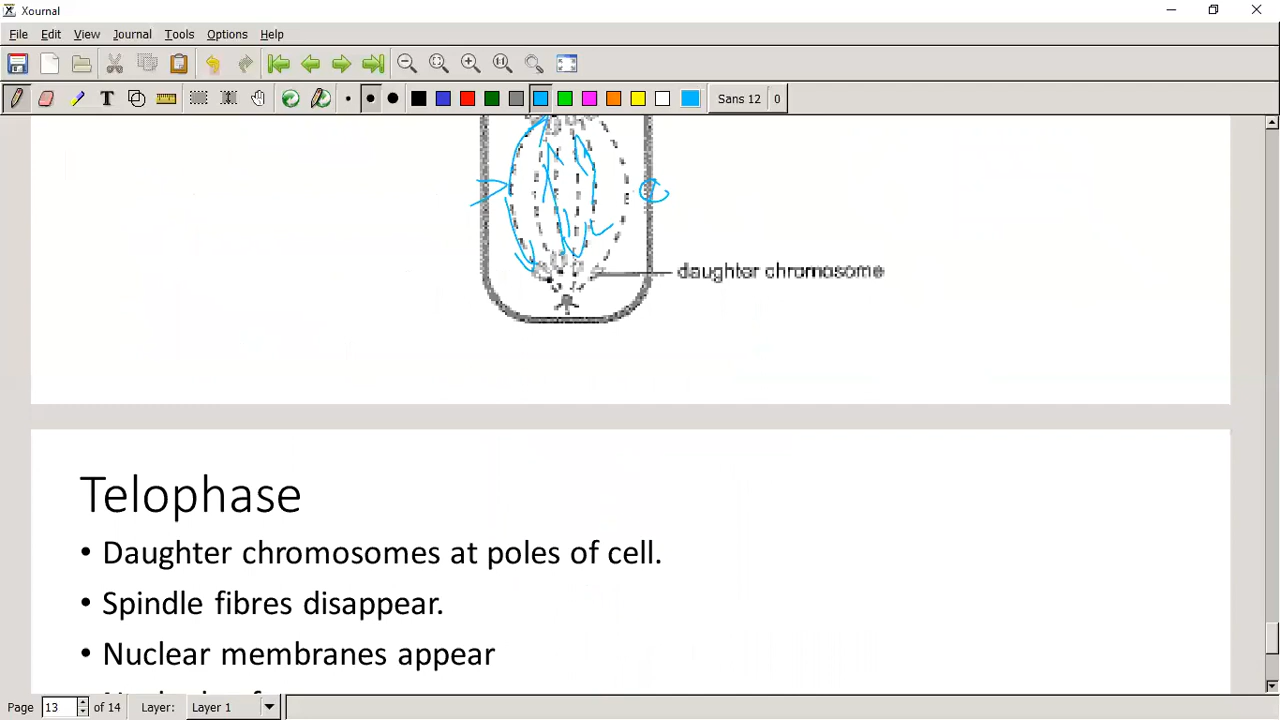 Xournal
File Edit View Journal Tools Options Help
Sans 12 0
daughter chromosome
Telophase
• Daughter chromosomes at poles of cell.
• Spindle fibres disappear.
• Nuclear membranes appear
Page 13 of 14 Layer: Layer 1